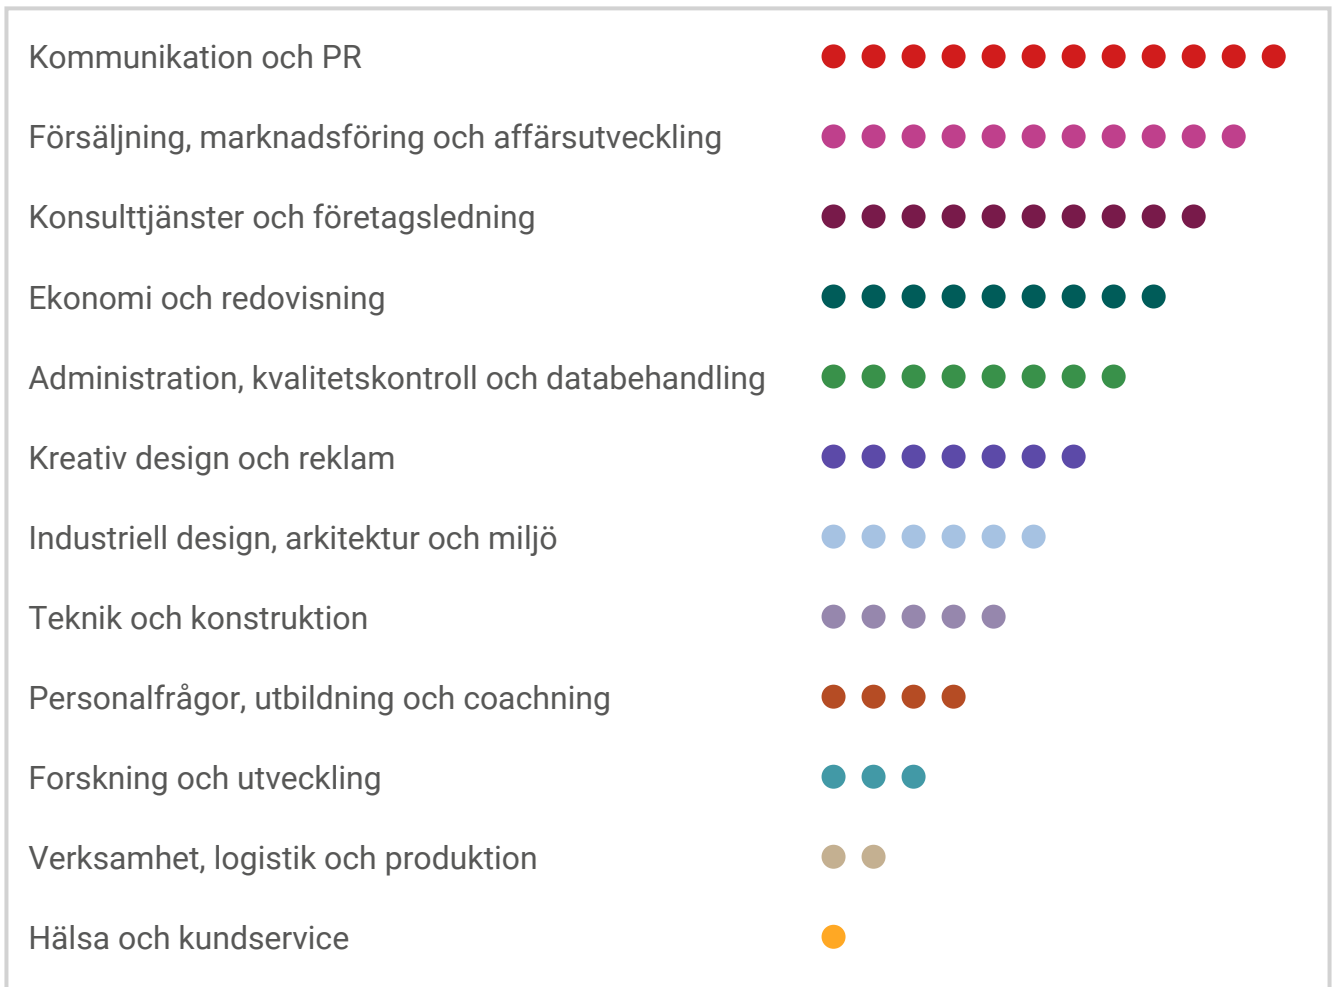 Kommunikation och PR
Försäljning, marknadsföring och affärsutveckling
Konsulttjänster och företagsledning
Ekonomi och redovisning
Administration, kvalitetskontroll och databehandling
Kreativ design och reklam
Industriell design, arkitektur och miljö
Teknik och konstruktion
Personalfrågor, utbildning och coachning
Forskning och utveckling
Verksamhet, logistik och produktion
Hälsa och kundservice